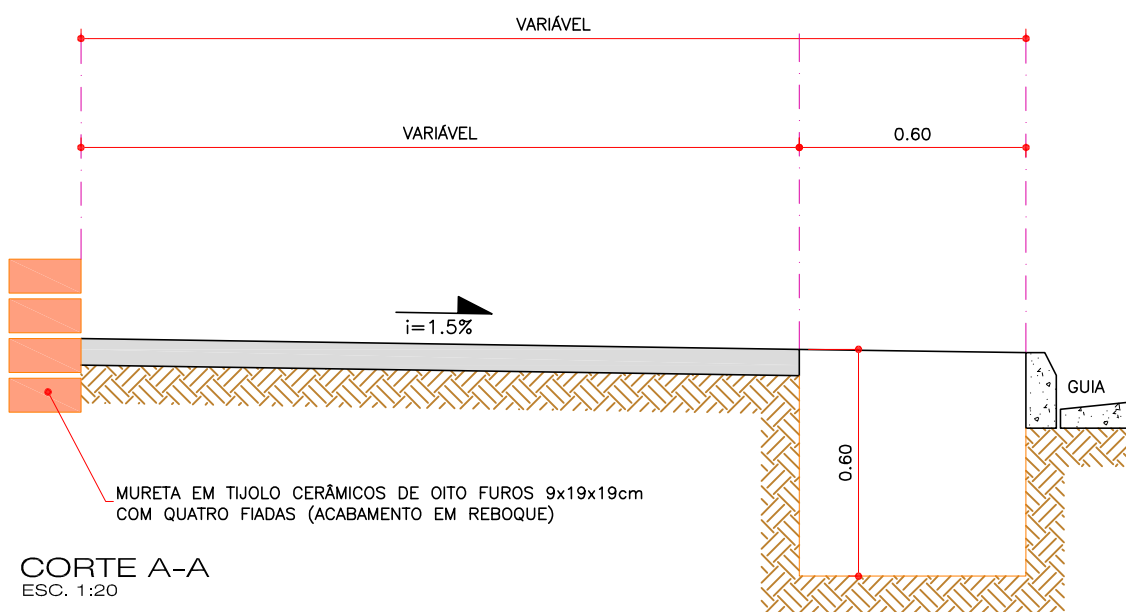 VARIÁVEL
VARIÁVEL
0.60
i=1.5%
GUIA
0.60
MURETA EM TIJOLO CERÂMICOS DE OITO FUROS 9x19x19cm
COM QUATRO FIADAS (ACABAMENTO EM REBOQUE)
CORTE A-A
ESC. 1:20